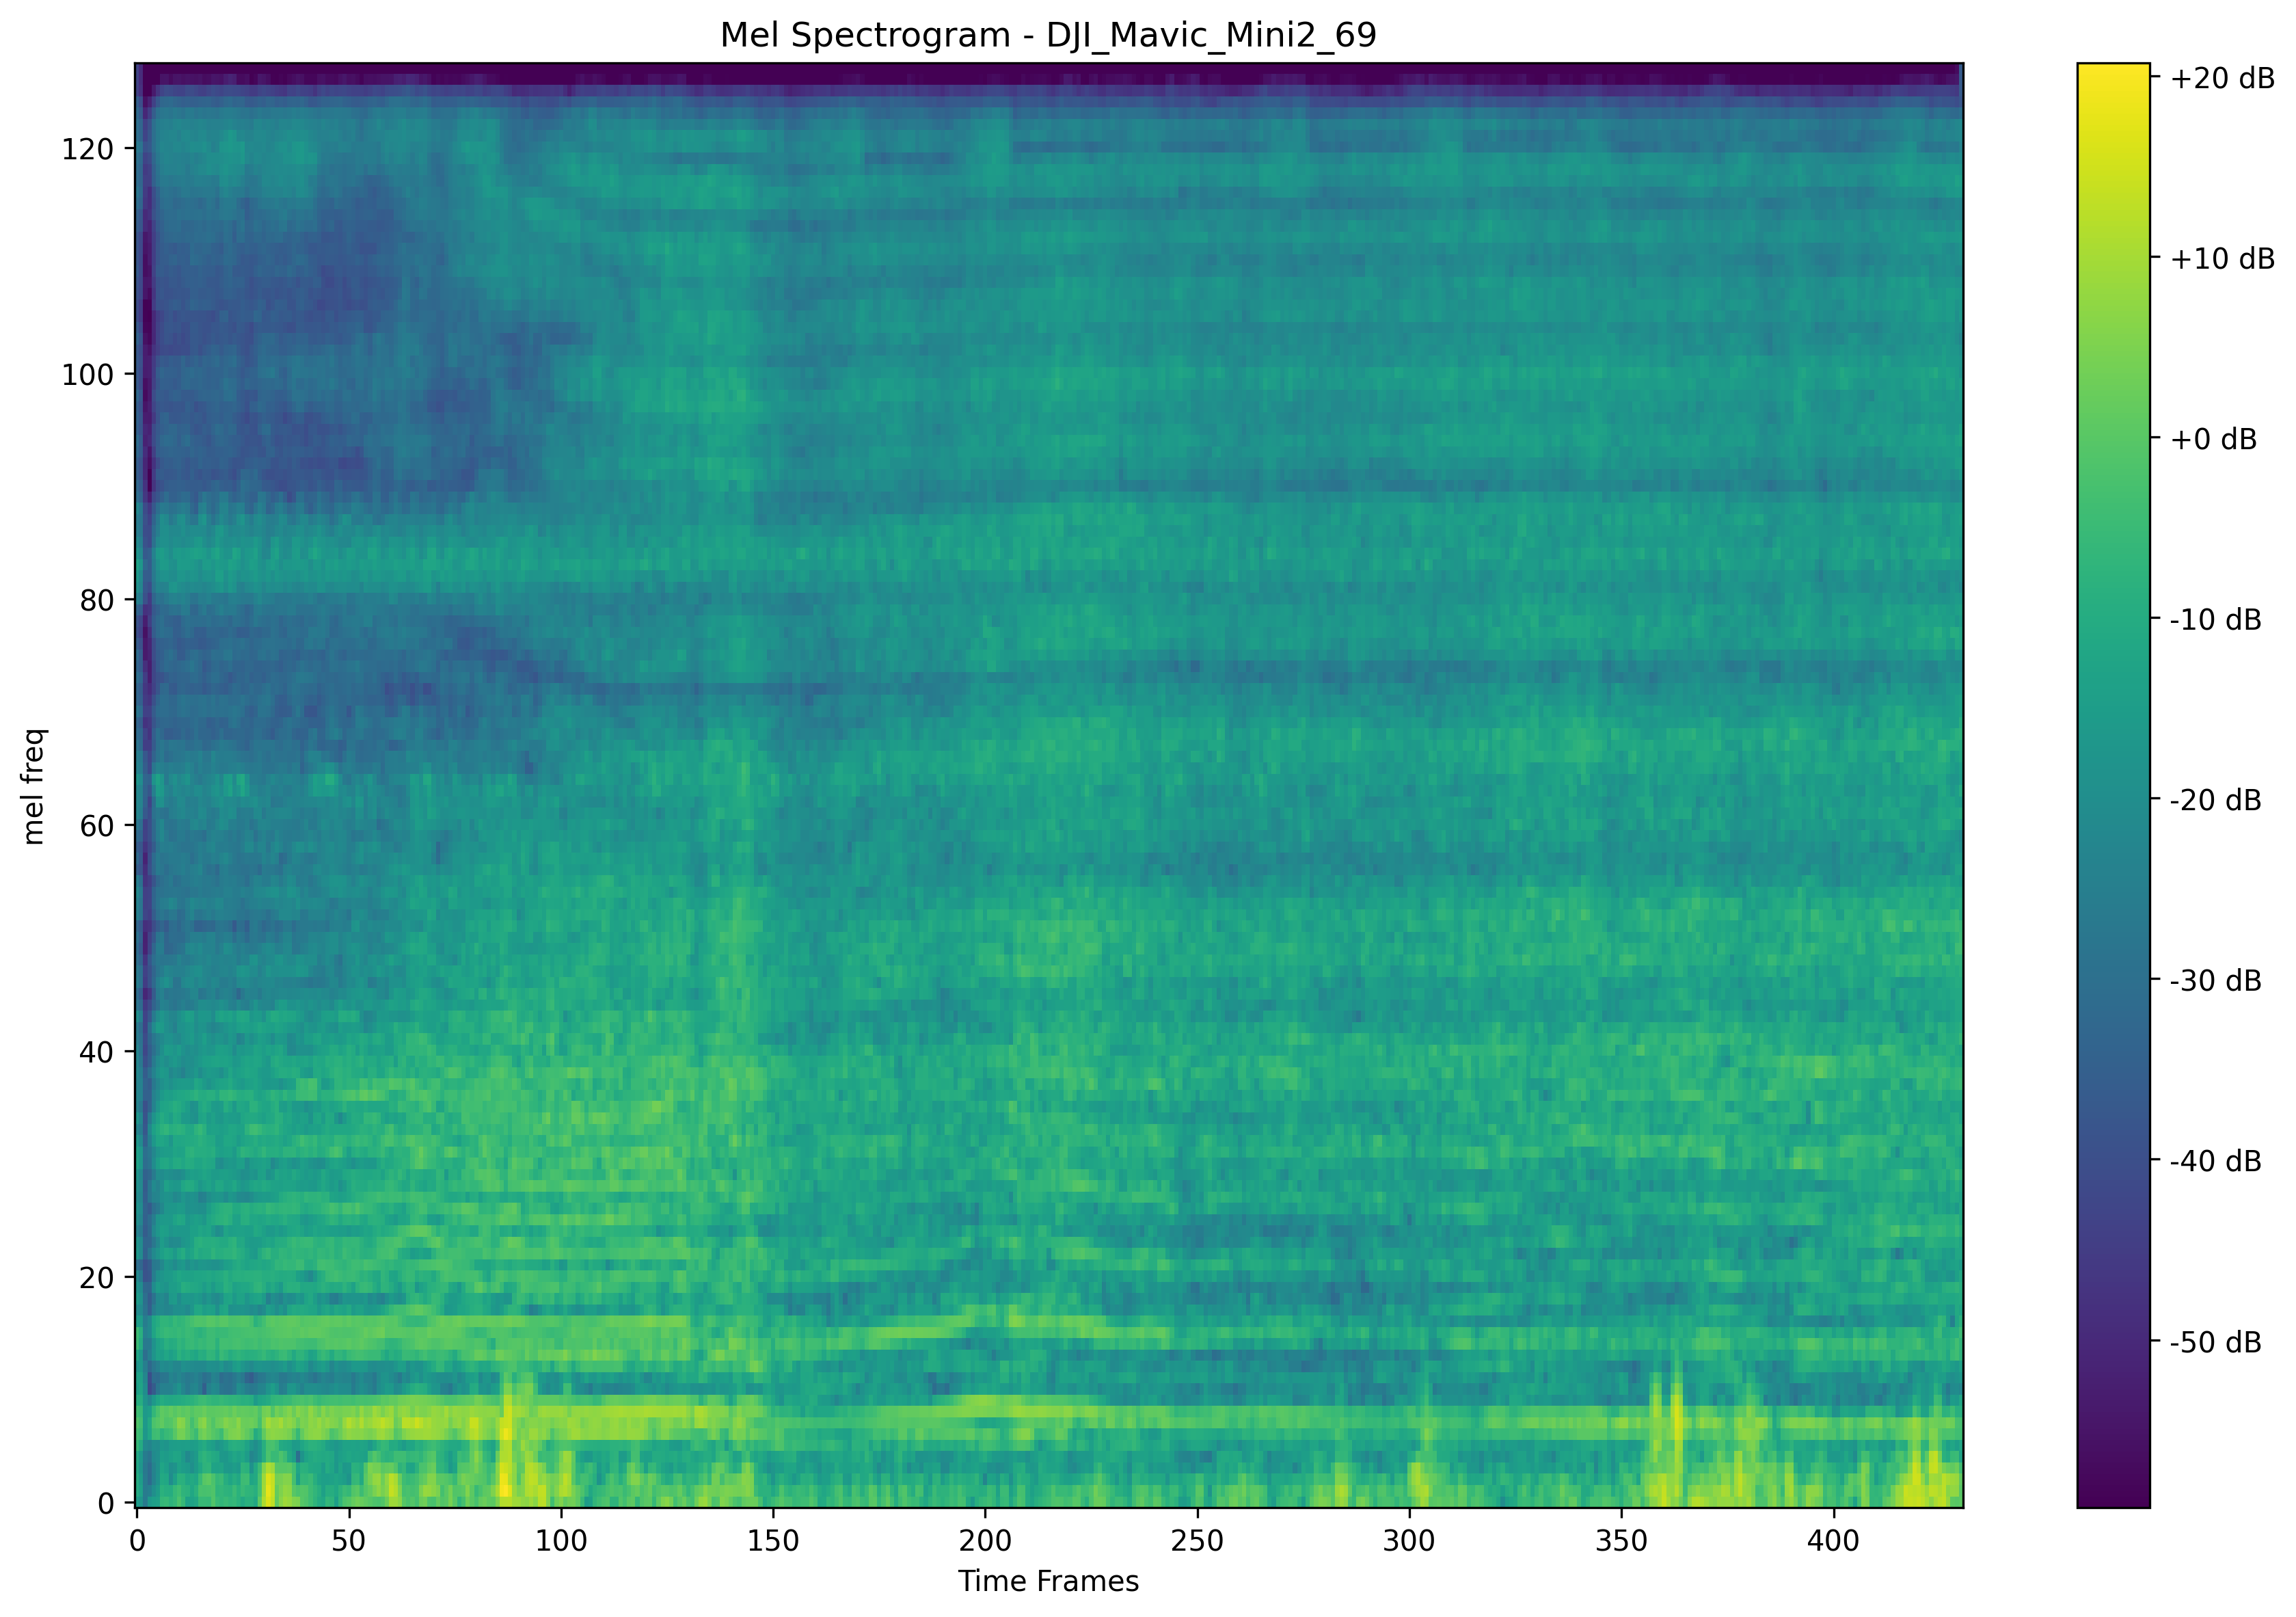 Mel Spectrogram - DJI_Mavic_Mini2_69
mel freq
120
100
80
60
40
20
0
0 50 100 150 200 250 300 350 400
Time Frames
+20 dB
+10 dB
+0 dB
-10 dB
-20 dB
-30 dB
-40 dB
-50 dB